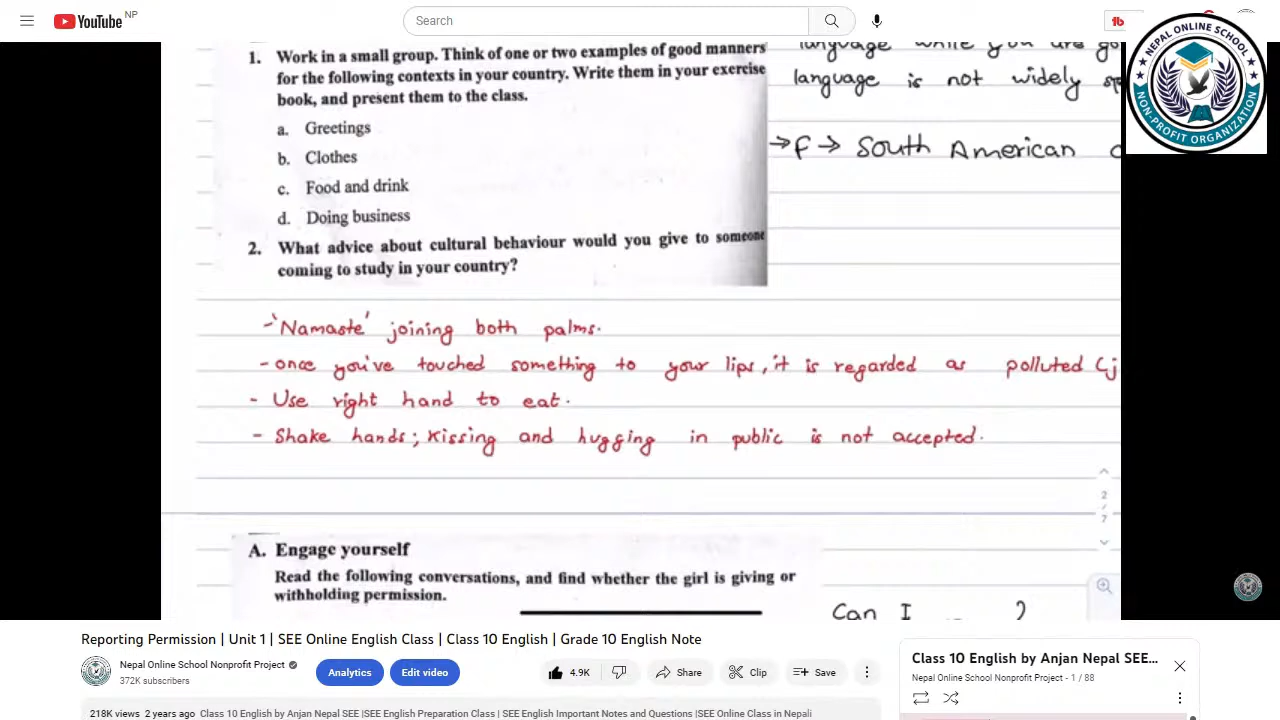 NP
YouTube
Search
NEPAL ONLINE SCHOOL
NON-PROFIT ORGANIZATION
1. Work in a small group. Think of one or two examples of good manners
for the following contexts in your country. Write them in your exercise
book, and present them to the class.
a. Greetings
b. Clothes
c. Food and drink
d. Doing business
2. What advice about cultural behaviour would you give to someone
coming to study in your country?
language while you are
language is not widely
→ F → South American
- 'Namaste' joining both palms.
- once you've touched something to your lips, it is regarded as polluted
- Use right hand to eat.
- Shake hands; Kissing and hugging in public is not accepted.
2
/
7
A. Engage yourself
Read the following conversations, and find whether the girl is giving or
withholding permission.
Can I ?
Reporting Permission | Unit 1 | SEE Online English Class | Class 10 English | Grade 10 English Note
Nepal Online School Nonprofit Project
372K subscribers
Analytics
Edit video
4.9K
Share
Clip
Save
218K views 2 years ago Class 10 English by Anjan Nepal SEE |SEE English Preparation Class | SEE English Important Notes and Questions |SEE Online Class in Nepali
Class 10 English by Anjan Nepal SEE...
Nepal Online School Nonprofit Project - 1 / 88